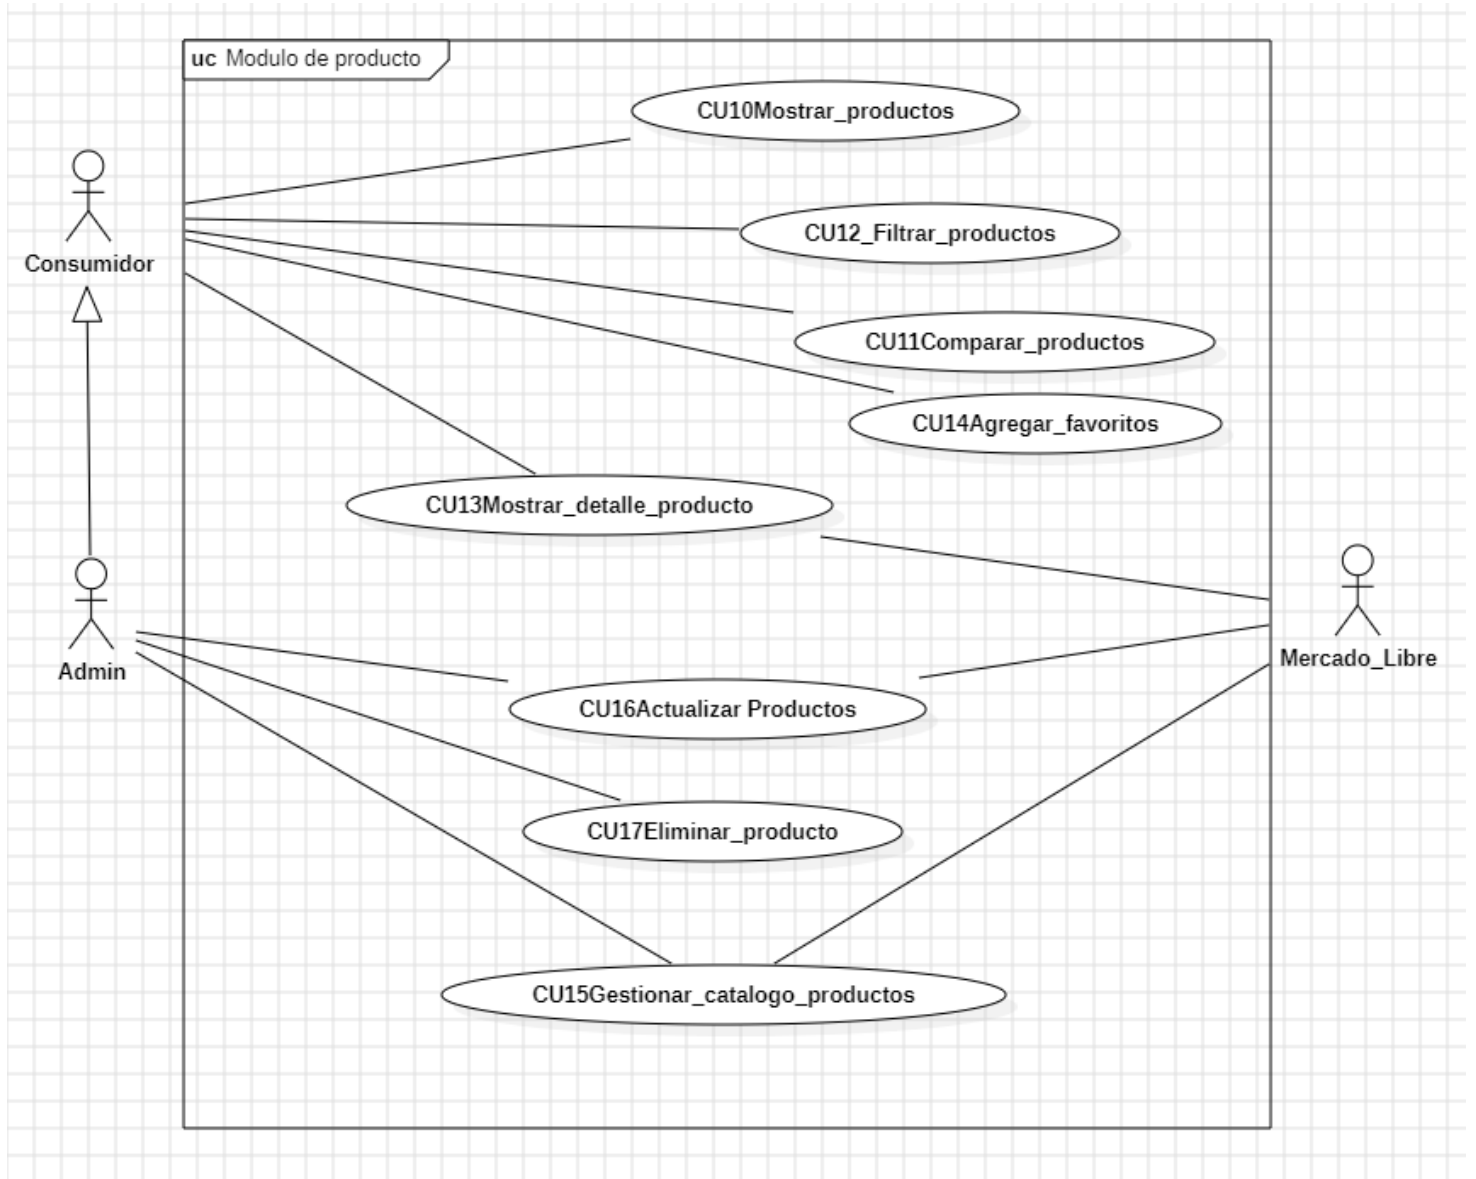 uc Modulo de producto
CU10Mostrar_productos
CU12_Filtrar_productos
Consumidor
CU11Comparar_productos
CU14Agregar_favoritos
CU13Mostrar_detalle_producto
Admin
Mercado_Libre
CU16Actualizar Productos
CU17Eliminar_producto
CU15Gestionar_catalogo_productos